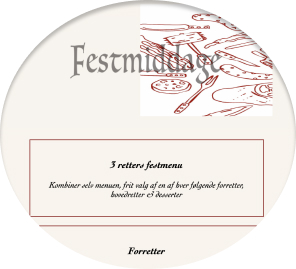 Festmiddage
3 retters festmenu
Kombiner selv menuen, frit valg af en af hver følgende forretter,
hovedretter & desserter
Forretter